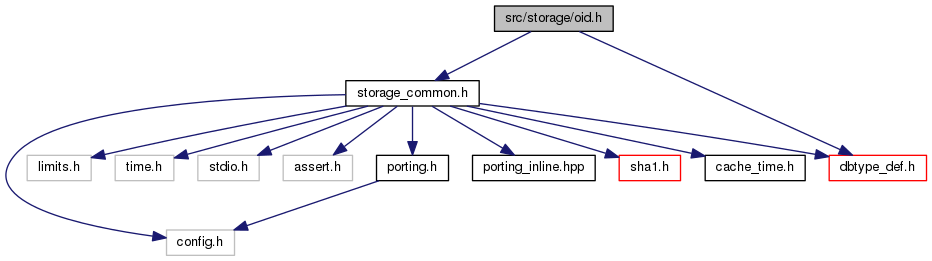 src/storage/oid.h
storage_common.h
limits.h
time.h
stdio.h
assert.h
porting.h
porting_inline.hpp
sha1.h
cache_time.h
dbtype_def.h
config.h